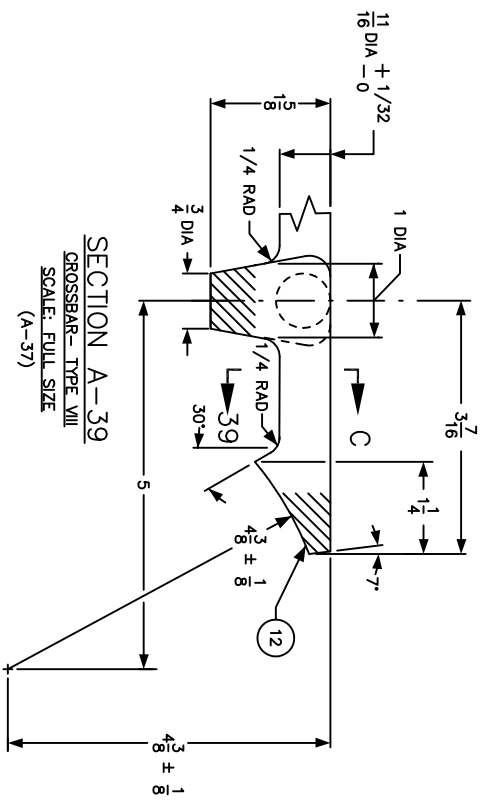 11/16 DIA + 1/32
- 0
1 DIA
3 7/16
1 5/8
1/4 RAD
C
1 1/4
7°
3/4 DIA
1/4 RAD
39
30°
4 3/8 ± 1/8
12
5
4 3/8 ± 1/8
SECTION A-39
CROSSBAR- TYPE VIII
SCALE: FULL SIZE
(A-37)